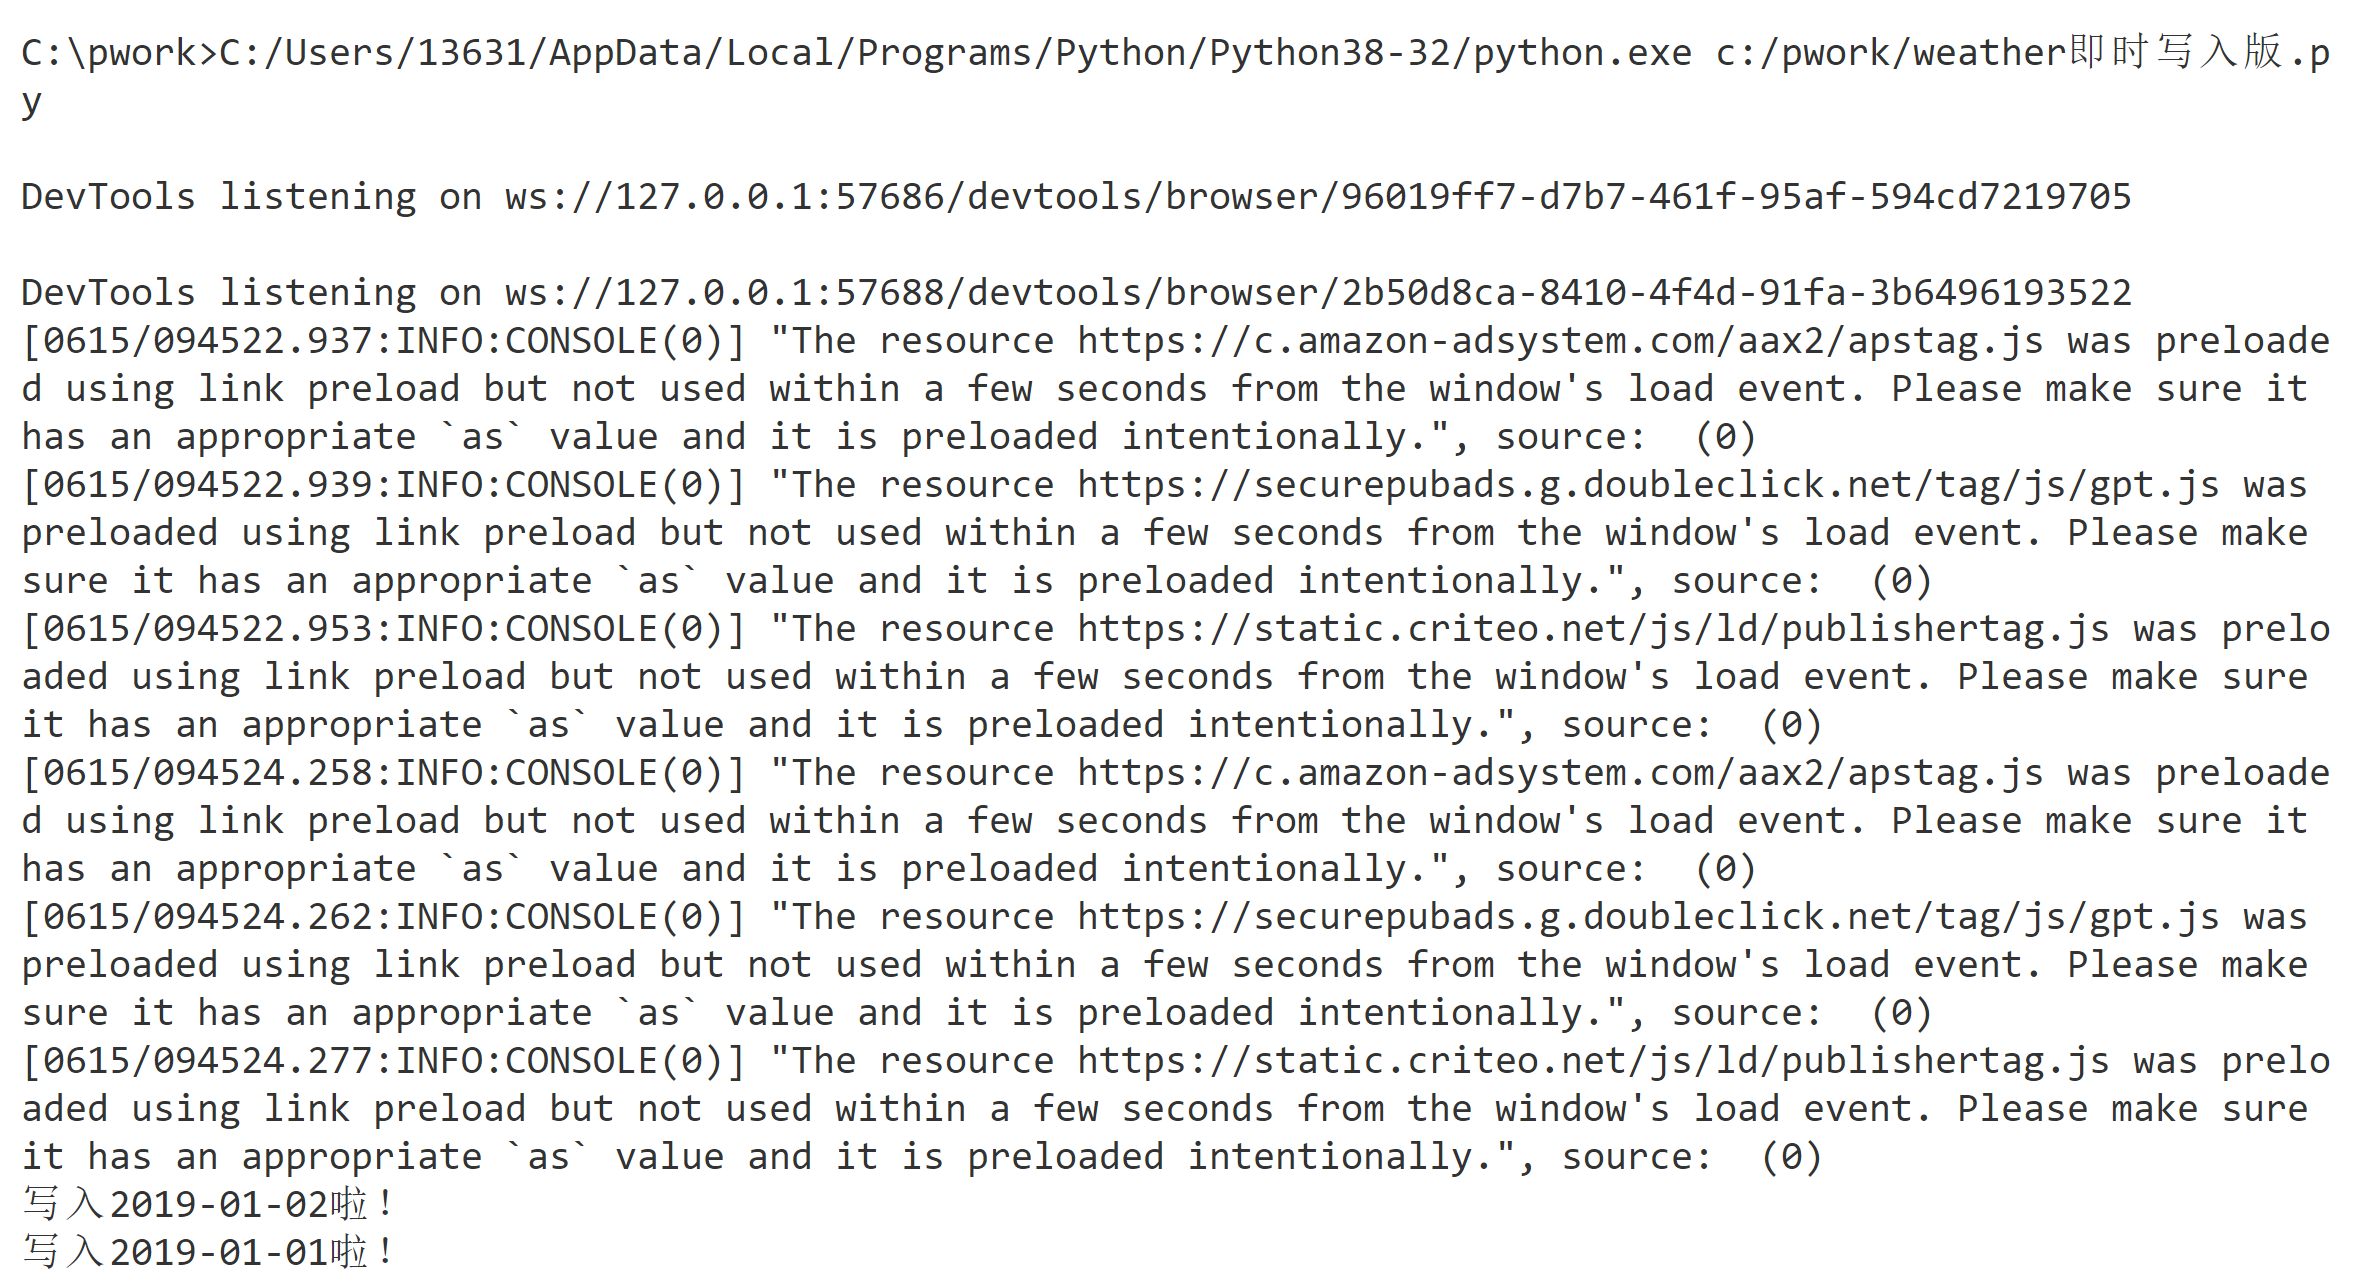 C:\pwork>C:/Users/13631/AppData/Local/Programs/Python/Python38-32/python.exe c:/pwork/weather即时写入版.p
y
DevTools listening on ws://127.0.0.1:57686/devtools/browser/96019ff7-d7b7-461f-95af-594cd7219705
DevTools listening on ws://127.0.0.1:57688/devtools/browser/2b50d8ca-8410-4f4d-91fa-3b6496193522
[0615/094522.937:INFO:CONSOLE(0)] "The resource https://c.amazon-adsystem.com/aax2/apstag.js was preloade
d using link preload but not used within a few seconds from the window's load event. Please make sure it
has an appropriate `as` value and it is preloaded intentionally.", source:  (0)
[0615/094522.939:INFO:CONSOLE(0)] "The resource https://securepubads.g.doubleclick.net/tag/js/gpt.js was
preloaded using link preload but not used within a few seconds from the window's load event. Please make
sure it has an appropriate `as` value and it is preloaded intentionally.", source:  (0)
[0615/094522.953:INFO:CONSOLE(0)] "The resource https://static.criteo.net/js/ld/publishertag.js was prelo
aded using link preload but not used within a few seconds from the window's load event. Please make sure
it has an appropriate `as` value and it is preloaded intentionally.", source:  (0)
[0615/094524.258:INFO:CONSOLE(0)] "The resource https://c.amazon-adsystem.com/aax2/apstag.js was preloade
d using link preload but not used within a few seconds from the window's load event. Please make sure it
has an appropriate `as` value and it is preloaded intentionally.", source:  (0)
[0615/094524.262:INFO:CONSOLE(0)] "The resource https://securepubads.g.doubleclick.net/tag/js/gpt.js was
preloaded using link preload but not used within a few seconds from the window's load event. Please make
sure it has an appropriate `as` value and it is preloaded intentionally.", source:  (0)
[0615/094524.277:INFO:CONSOLE(0)] "The resource https://static.criteo.net/js/ld/publishertag.js was prelo
aded using link preload but not used within a few seconds from the window's load event. Please make sure
it has an appropriate `as` value and it is preloaded intentionally.", source:  (0)
写入2019-01-02啦！
写入2019-01-01啦！